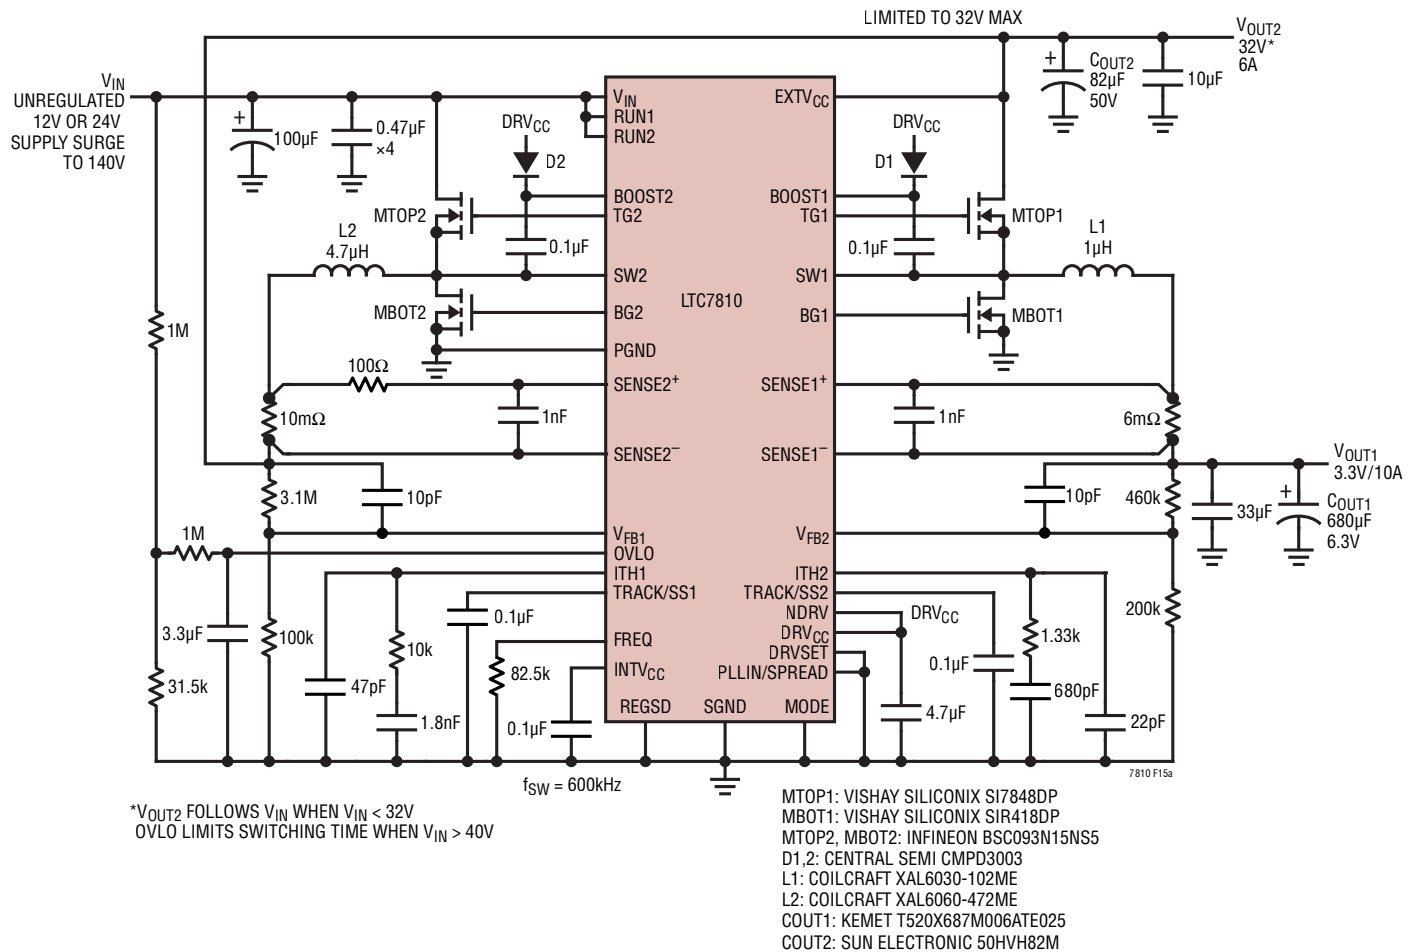 LIMITED TO 32V MAX
VOUT2
32V*
6A
COUT2
82µF
50V
10µF
VIN
UNREGULATED
12V OR 24V
SUPPLY SURGE
TO 140V
100µF
0.47µF
×4
DRVCC
D2
VIN
RUN1
RUN2
EXTVCC
DRVCC
D1
BOOST2
TG2
BOOST1
TG1
MTOP2
0.1µF
0.1µF
MTOP1
L2
4.7µH
SW2
SW1
L1
1µH
LTC7810
MBOT2
BG2
BG1
MBOT1
1M
PGND
100Ω
SENSE2+
SENSE1+
10mΩ
1nF
1nF
6mΩ
SENSE2–
SENSE1–
VOUT1
3.3V/10A
3.1M
10pF
10pF
460k
33µF
COUT1
680µF
6.3V
1M
VFB1
OVLO
ITH1
TRACK/SS1
VFB2
ITH2
TRACK/SS2
NDRV
DRVCC
DRVSET
PLLIN/SPREAD
DRVCC
3.3µF
100k
31.5k
47pF
10k
1.8nF
0.1µF
FREQ
82.5k
INTVCC
0.1µF
REGSD
SGND
MODE
4.7µF
0.1µF
1.33k
680pF
22pF
200k
7810 F15a
fSW = 600kHz
*VOUT2 FOLLOWS VIN WHEN VIN < 32V
OVLO LIMITS SWITCHING TIME WHEN VIN > 40V
MTOP1: VISHAY SILICONIX SI7848DP
MBOT1: VISHAY SILICONIX SIR418DP
MTOP2, MBOT2: INFINEON BSC093N15NS5
D1,2: CENTRAL SEMI CMPD3003
L1: COILCRAFT XAL6030-102ME
L2: COILCRAFT XAL6060-472ME
COUT1: KEMET T520X687M006ATE025
COUT2: SUN ELECTRONIC 50HVH82M